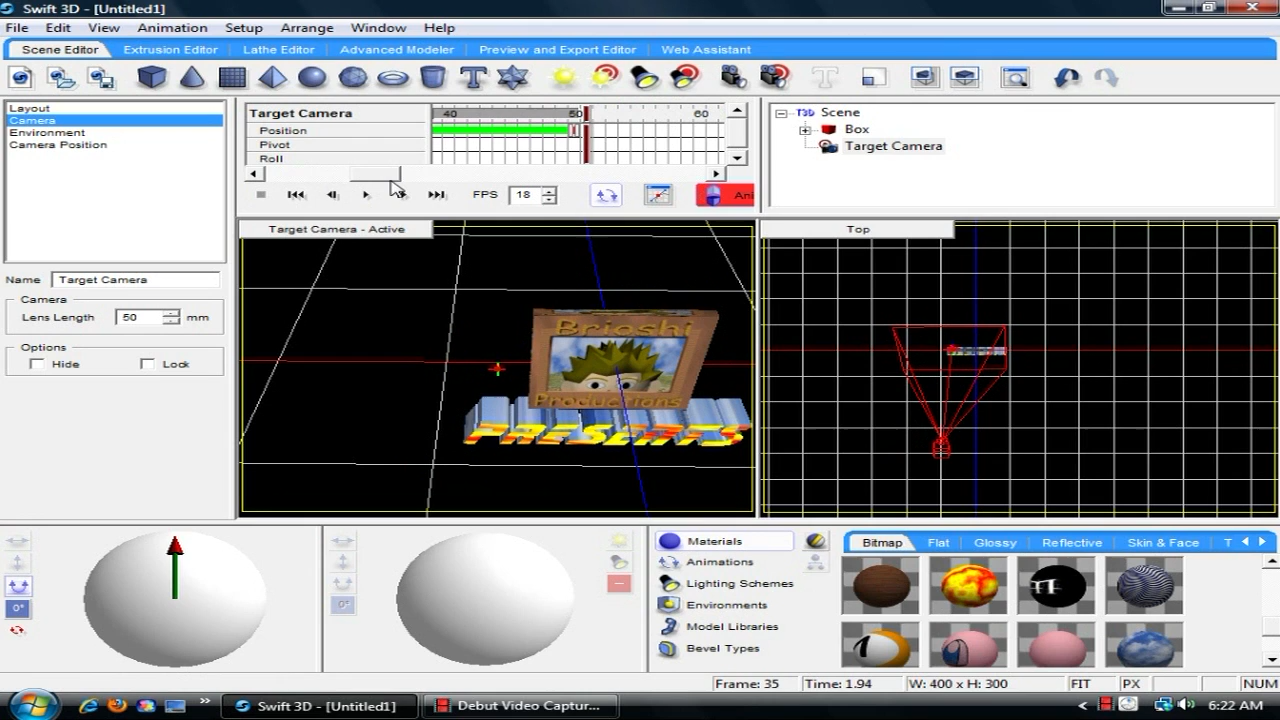 Swift 3D - [Untitled1]
File Edit View Animation Setup Arrange Window Help
Scene Editor Extrusion Editor Lathe Editor Advanced Modeler Preview and Export Editor Web Assistant
Layout
Camera
Environment
Camera Position
Target Camera 40 50 60
Position
Pivot
Roll
FPS 18 Ani
Scene
Box
Target Camera
Name Target Camera
Camera
Lens Length 50 mm
Options
Hide Lock
Target Camera - Active
Brioshi
Productions
PRESENTS
Top
0° 0°
Materials
Animations
Lighting Schemes
Environments
Model Libraries
Bevel Types
Bitmap Flat Glossy Reflective Skin & Face T
Frame: 35 Time: 1.94 W: 400 x H: 300 FIT PX NUM
Swift 3D - [Untitled1] Debut Video Captur... 6:22 AM